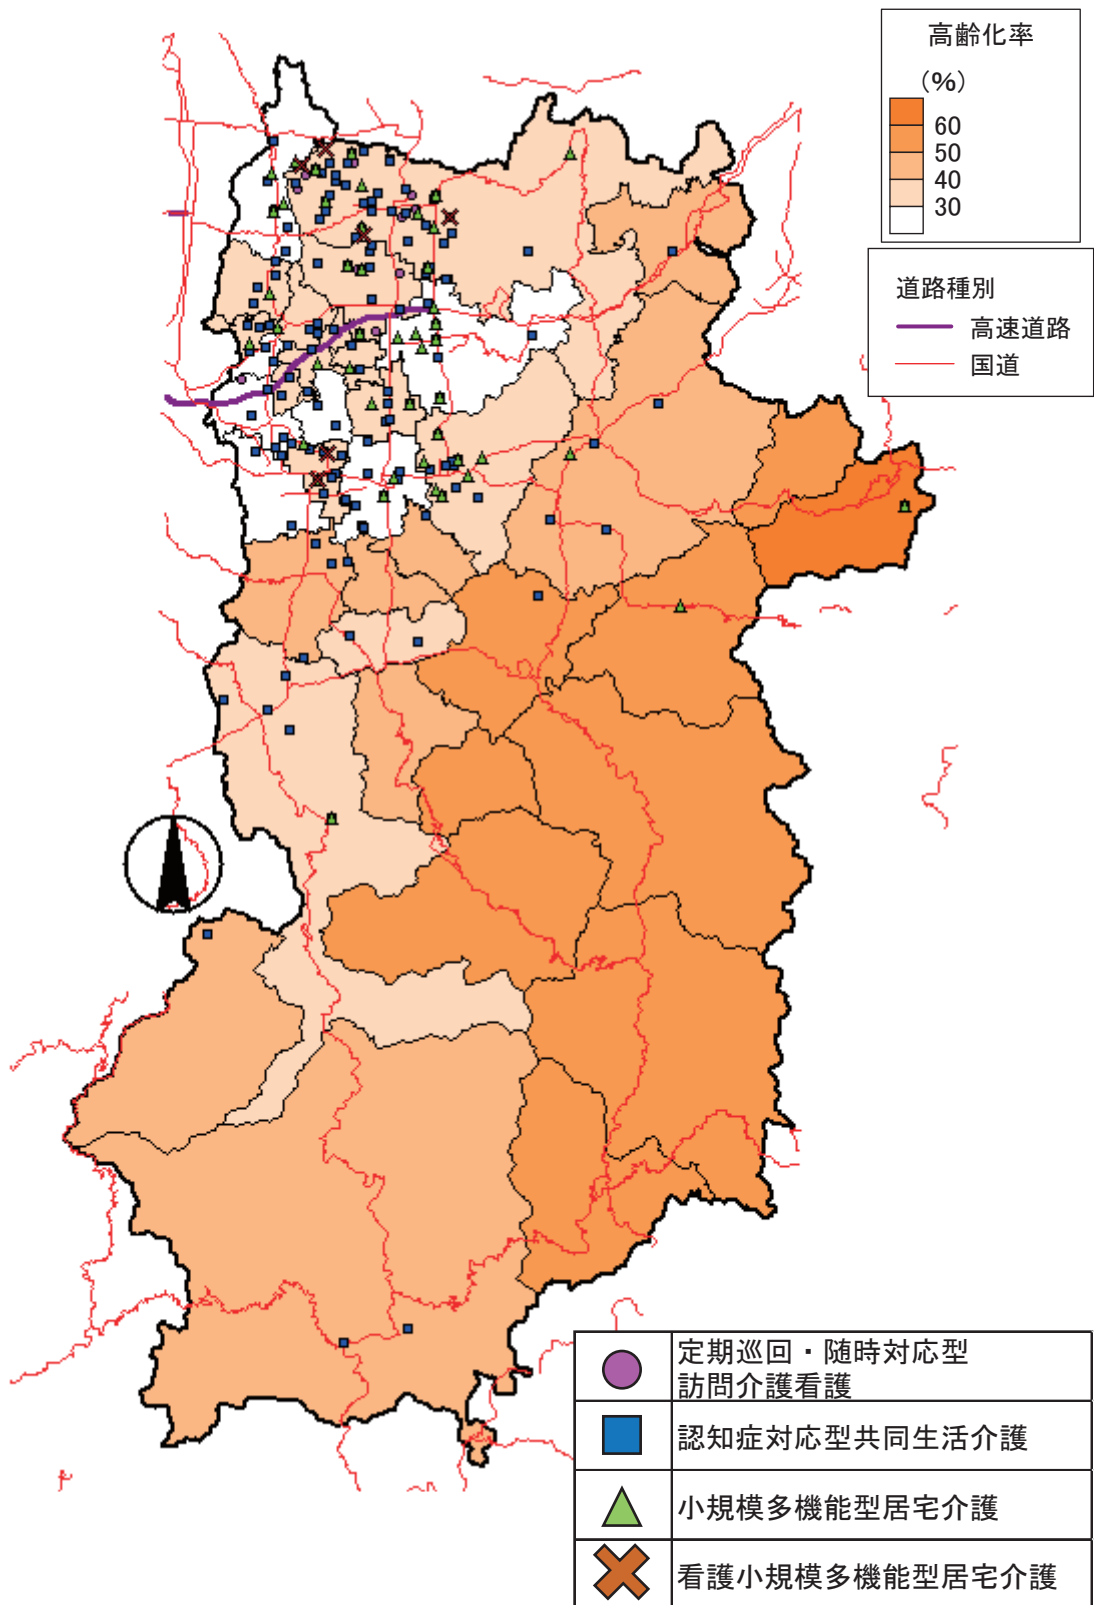 高齢化率
(%)
60
50
40
30
道路種別
高速道路
国道
定期巡回・随時対応型
訪問介護看護
認知症対応型共同生活介護
小規模多機能型居宅介護
看護小規模多機能型居宅介護